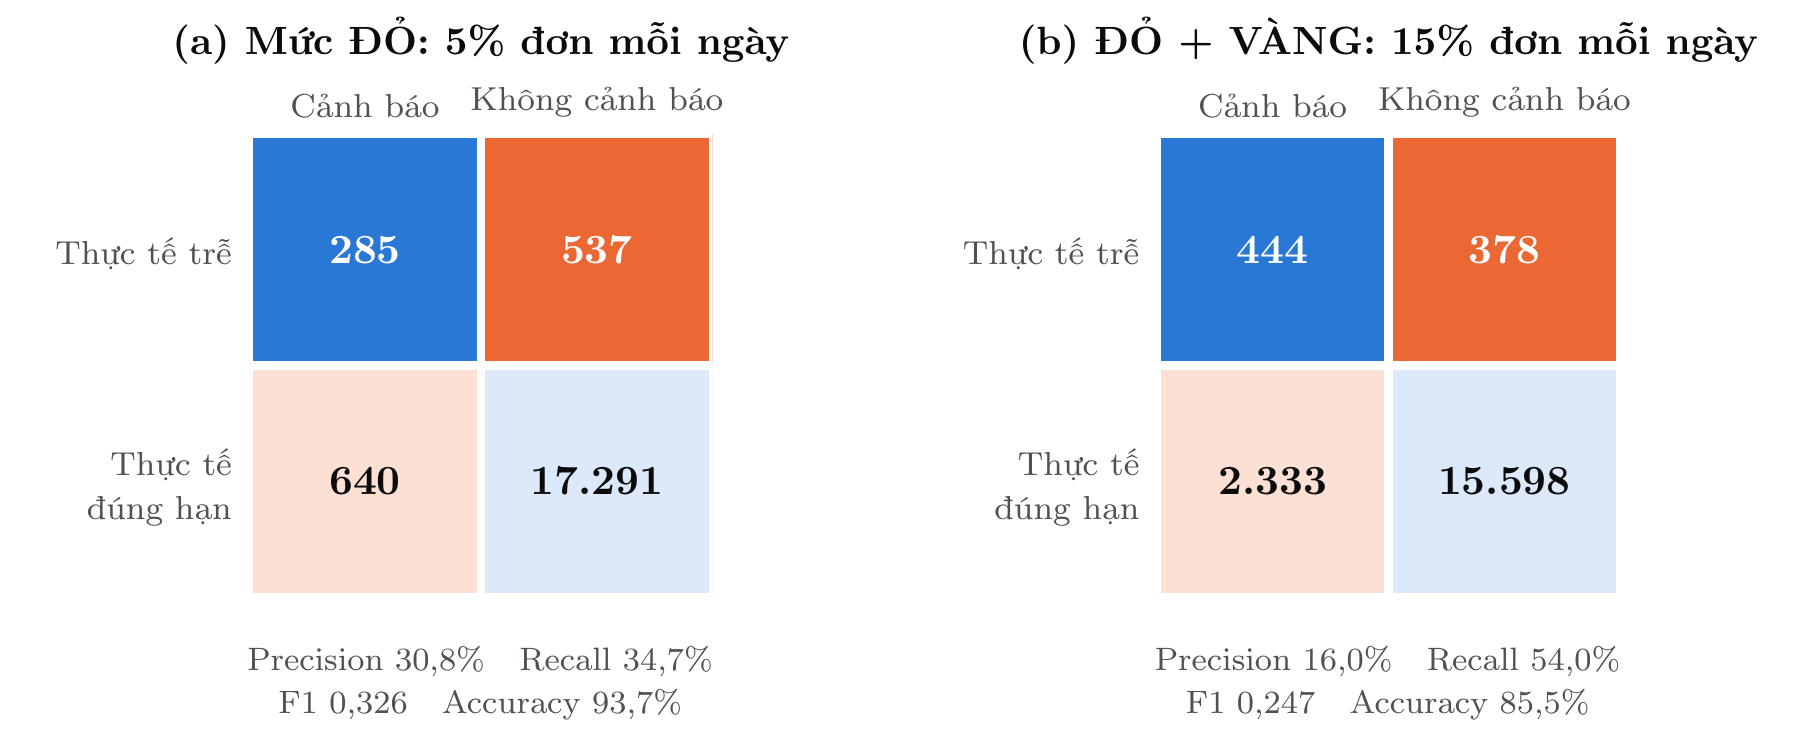 (a) Mức ĐỎ: 5% đơn mỗi ngày
Cảnh báo Không cảnh báo
Thực tế trễ 285 537
Thực tế đúng hạn 640 17.291
Precision 30,8% Recall 34,7%
F1 0,326 Accuracy 93,7%
(b) ĐỎ + VÀNG: 15% đơn mỗi ngày
Cảnh báo Không cảnh báo
Thực tế trễ 444 378
Thực tế đúng hạn 2.333 15.598
Precision 16,0% Recall 54,0%
F1 0,247 Accuracy 85,5%